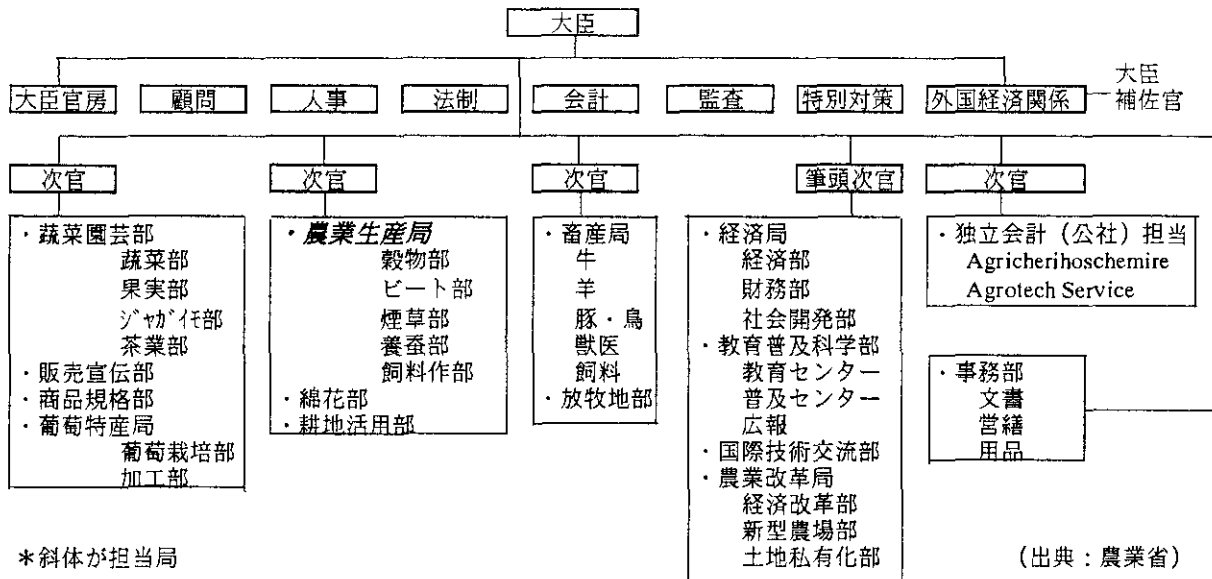 大臣
大臣官房
顧問
人事
法制
会計
監査
特別対策
外国経済関係
大臣
補佐官
次官
次官
次官
筆頭次官
次官
・蔬菜園芸部
蔬菜部
果実部
ジャガイモ部
茶業部
・販売宣伝部
・商品規格部
・葡萄特産局
葡萄栽培部
加工部
・農業生産局
穀物部
ビート部
煙草部
養蚕部
飼料作部
・綿花部
・耕地活用部
・畜産局
牛
羊
豚・鳥
獣医
飼料
・放牧地部
・経済局
経済部
財務部
社会開発部
・教育普及科学部
教育センター
普及センター
広報
・国際技術交流部
・農業改革局
経済改革部
新型農場部
土地私有化部
・独立会計（公社）担当
Agricherihoschemire
Agrotech Service
・事務部
文書
営繕
用品
＊斜体が担当局
（出典：農業省）